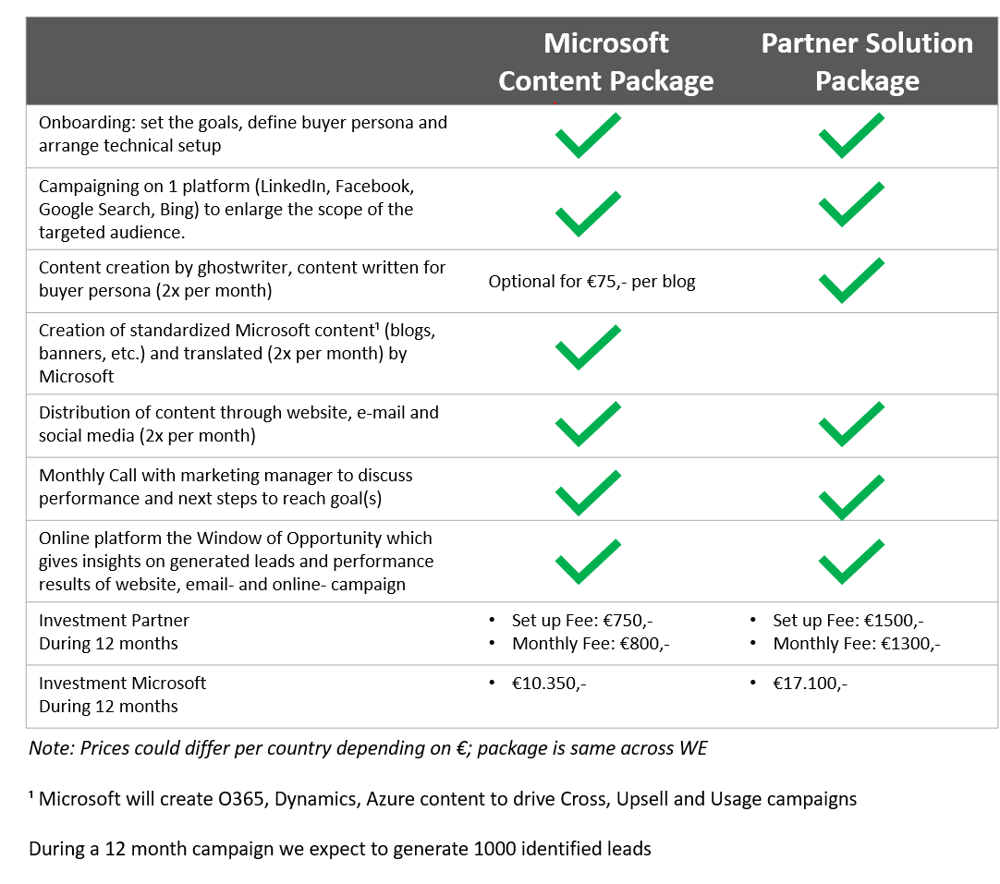 Microsoft
Content Package
Partner Solution
Package
Onboarding: set the goals, define buyer persona and
arrange technical setup
Campaigning on 1 platform (LinkedIn, Facebook,
Google Search, Bing) to enlarge the scope of the
targeted audience.
Content creation by ghostwriter, content written for
buyer persona (2x per month)
Optional for €75,- per blog
Creation of standardized Microsoft content¹ (blogs,
banners, etc.) and translated (2x per month) by
Microsoft
Distribution of content through website, e-mail and
social media (2x per month)
Monthly Call with marketing manager to discuss
performance and next steps to reach goal(s)
Online platform the Window of Opportunity which
gives insights on generated leads and performance
results of website, email- and online- campaign
Investment Partner
During 12 months
• Set up Fee: €750,-
• Monthly Fee: €800,-
• Set up Fee: €1500,-
• Monthly Fee: €1300,-
Investment Microsoft
During 12 months
• €10.350,-
• €17.100,-
Note: Prices could differ per country depending on €; package is same across WE
¹ Microsoft will create O365, Dynamics, Azure content to drive Cross, Upsell and Usage campaigns
During a 12 month campaign we expect to generate 1000 identified leads